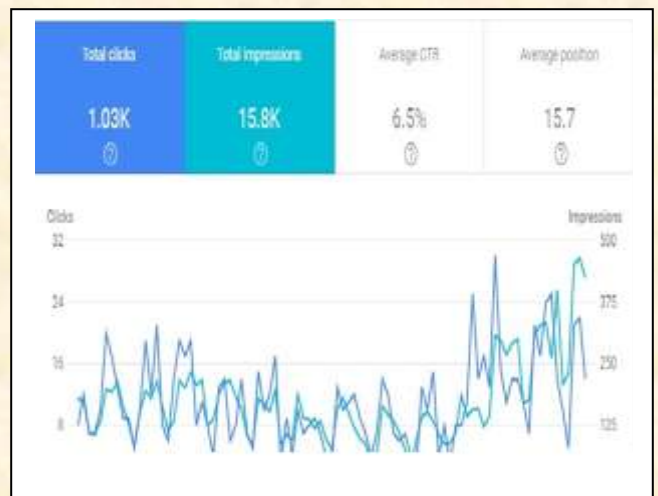 Total clicks Total impressions Average CTR Average position
1.03K 15.8K 6.5% 15.7
Clicks Impressions
32 500
24 375
16 250
8 125